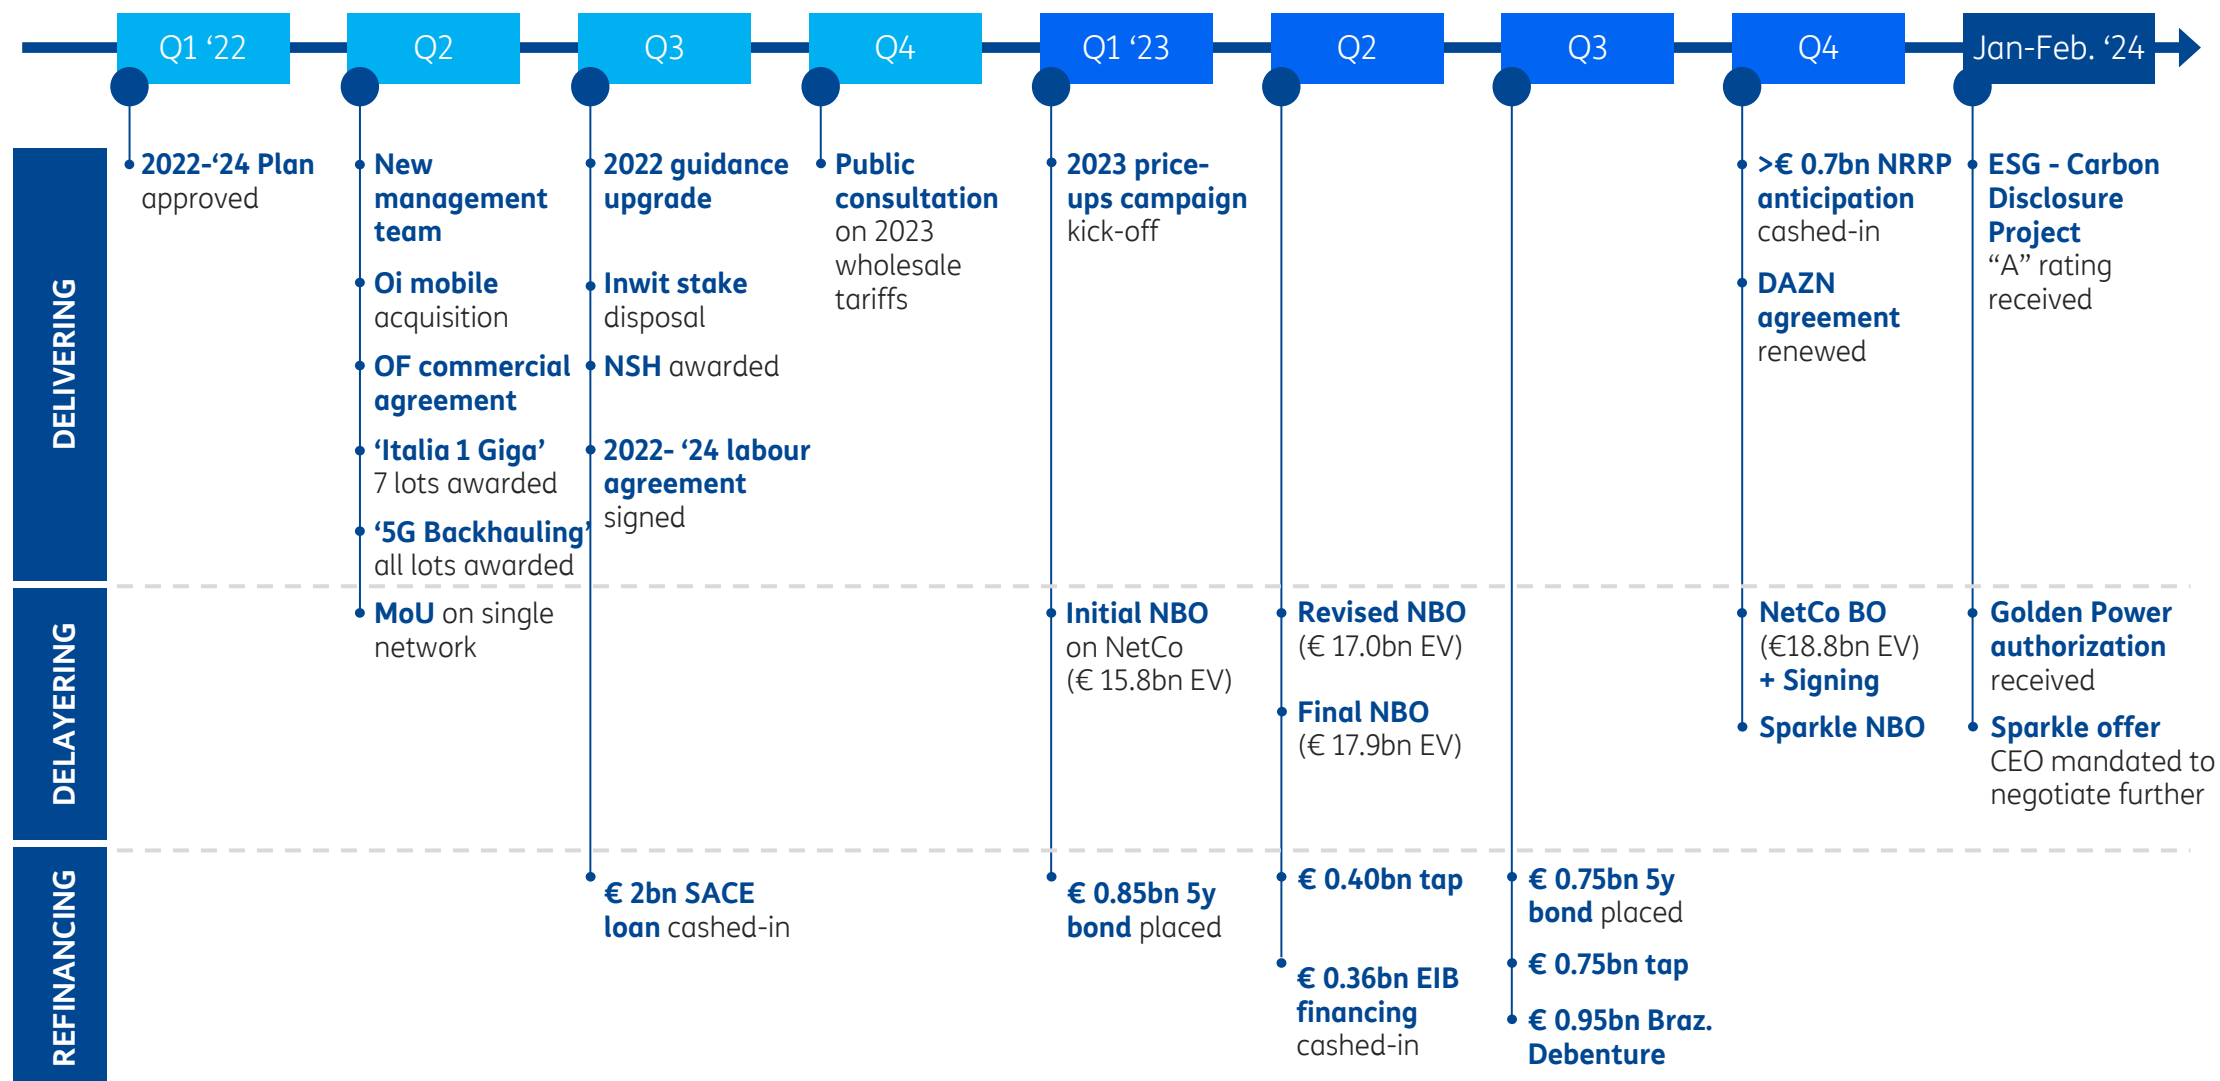 Q1 ‘22
Q2
Q3
Q4
Q1 ‘23
Q2
Q3
Q4
Jan-Feb. ‘24
DELIVERING
2022-‘24 Plan
approved
New
management
team
Oi mobile
acquisition
OF commercial
agreement
‘Italia 1 Giga’
7 lots awarded
‘5G Backhauling’
all lots awarded
2022 guidance
upgrade
Inwit stake
disposal
NSH awarded
2022- ‘24 labour
agreement
signed
Public
consultation
on 2023
wholesale
tariffs
2023 price-
ups campaign
kick-off
>€ 0.7bn NRRP
anticipation
cashed-in
DAZN
agreement
renewed
ESG - Carbon
Disclosure
Project
“A” rating
received
DELAYERING
MoU on single
network
Initial NBO
on NetCo
(€ 15.8bn EV)
Revised NBO
(€ 17.0bn EV)
Final NBO
(€ 17.9bn EV)
NetCo BO
(€18.8bn EV)
+ Signing
Sparkle NBO
Golden Power
authorization
received
Sparkle offer
CEO mandated to
negotiate further
REFINANCING
€ 2bn SACE
loan cashed-in
€ 0.85bn 5y
bond placed
€ 0.40bn tap
€ 0.36bn EIB
financing
cashed-in
€ 0.75bn 5y
bond placed
€ 0.75bn tap
€ 0.95bn Braz.
Debenture